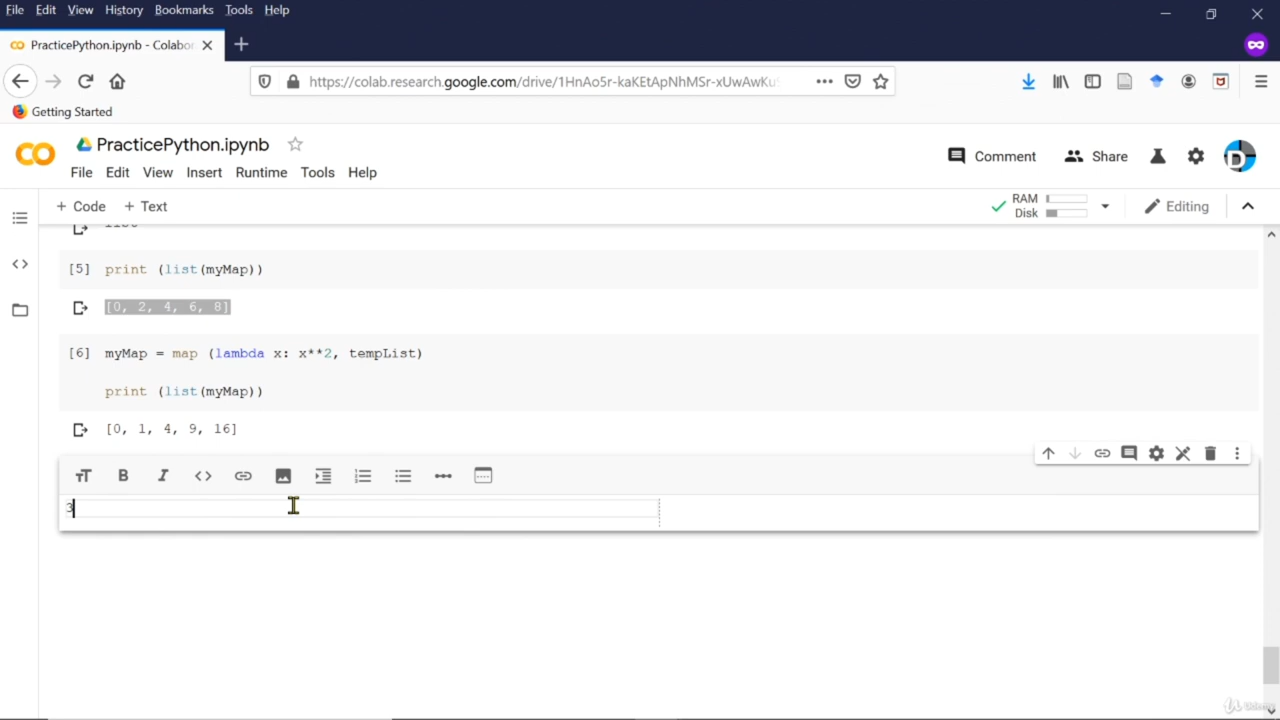 File Edit View History Bookmarks Tools Help
PracticePython.ipynb - Colabor
https://colab.research.google.com/drive/1HnAo5r-kaKEtApNhMSr-xUwAwKu
Getting Started
PracticePython.ipynb
Comment Share
File Edit View Insert Runtime Tools Help
+ Code + Text
RAM
Disk
Editing
[5] print (list(myMap))
[0, 2, 4, 6, 8]
[6] myMap = map (lambda x: x**2, tempList)
print (list(myMap))
[0, 1, 4, 9, 16]
3
Udemy